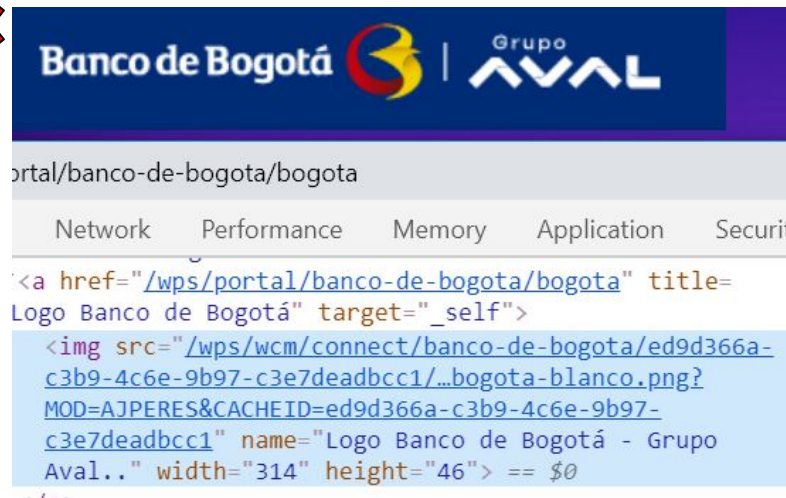 Banco de Bogotá | Grupo AVAL
ortal/banco-de-bogota/bogota
Network Performance Memory Application Securit
<a href="/wps/portal/banco-de-bogota/bogota" title=
Logo Banco de Bogotá" target="_self">
<img src="/wps/wcm/connect/banco-de-bogota/ed9d366a-
c3b9-4c6e-9b97-c3e7deadbcc1/…bogota-blanco.png?
MOD=AJPERES&CACHEID=ed9d366a-c3b9-4c6e-9b97-
c3e7deadbcc1" name="Logo Banco de Bogotá - Grupo
Aval.." width="314" height="46"> == $0